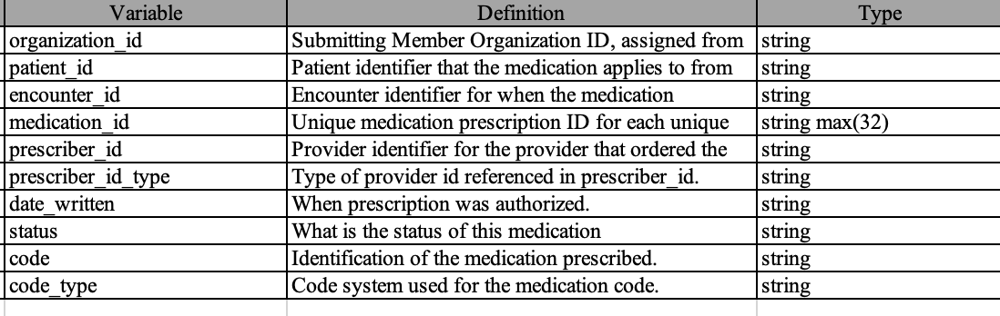 Variable Definition Type
organization_id Submitting Member Organization ID, assigned from string
patient_id Patient identifier that the medication applies to from string
encounter_id Encounter identifier for when the medication string
medication_id Unique medication prescription ID for each unique string max(32)
prescriber_id Provider identifier for the provider that ordered the string
prescriber_id_type Type of provider id referenced in prescriber_id. string
date_written When prescription was authorized. string
status What is the status of this medication string
code Identification of the medication prescribed. string
code_type Code system used for the medication code. string